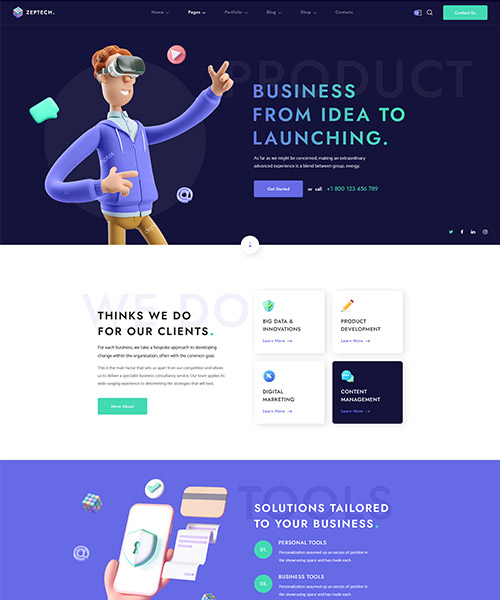 ZEPTECH.
Home Pages Portfolio Blog Shop Contacts
Contact Us
PRODUCT
BUSINESS
FROM IDEA TO
LAUNCHING.
As far as we might be concerned, making an extraordinary
advanced experience is a blend between group, energy.
Get Started or call +1 800 123 456 789
WE DO
THINKS WE DO
FOR OUR CLIENTS.
For each business, we take a bespoke approach to developing
change within the organisation, often with the common goal.
This is the main factor that sets us apart from our competition and allows
us to deliver a specialist business consultancy service. Our team applies its
wide-ranging experience to determining the strategies that will best.
More About
BIG DATA &
INNOVATIONS
Learn More
PRODUCT
DEVELOPMENT
Learn More
DIGITAL
MARKETING
Learn More
CONTENT
MANAGEMENT
Learn More
TOOLS
SOLUTIONS TAILORED
TO YOUR BUSINESS.
01.
PERSONAL TOOLS
Personalization assumed up an excess of position in
the showcasing space and has made each
02.
BUSINESS TOOLS
Personalization assumed up an excess of position in
the showcasing space and has made each